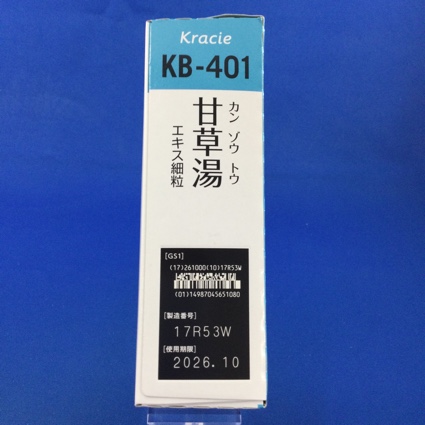 Kracie
KB-401
カン ゾウ トウ
甘草湯
エキス細粒
[GS1]
(17)261000(10)17R53W
(01)14987045651080
[製造番号]
17R53W
[使用期限]
2026.10